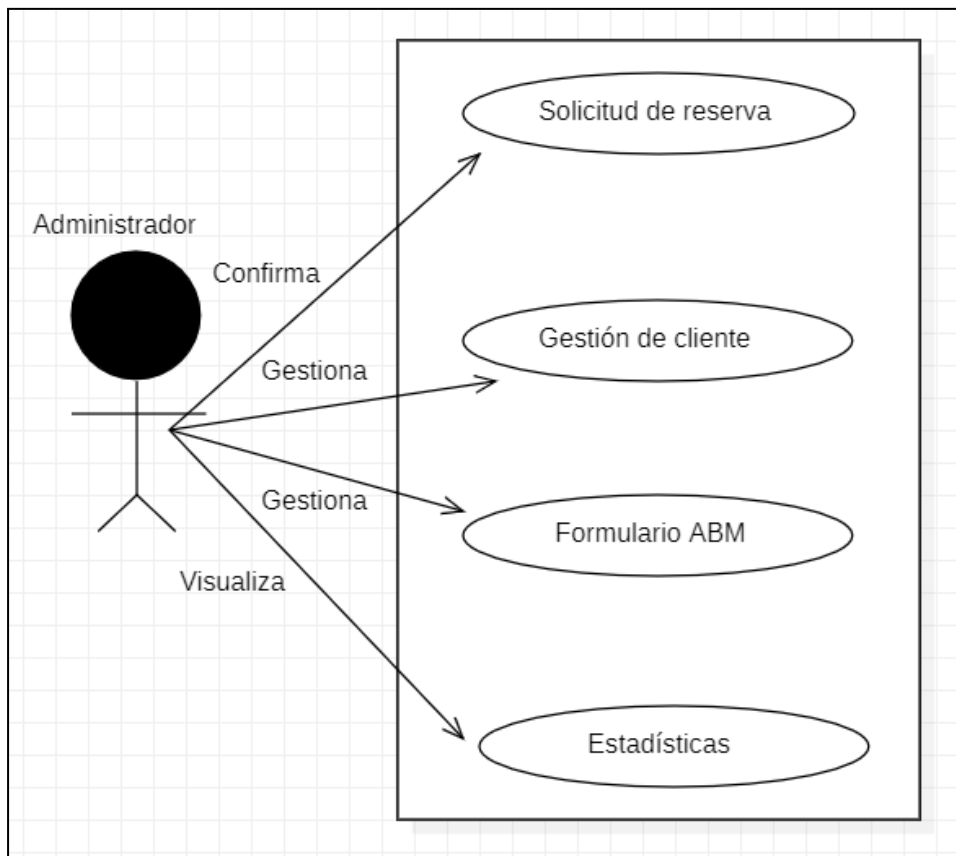 Solicitud de reserva
Administrador
Confirma
Gestión de cliente
Gestiona
Gestiona
Formulario ABM
Visualiza
Estadísticas